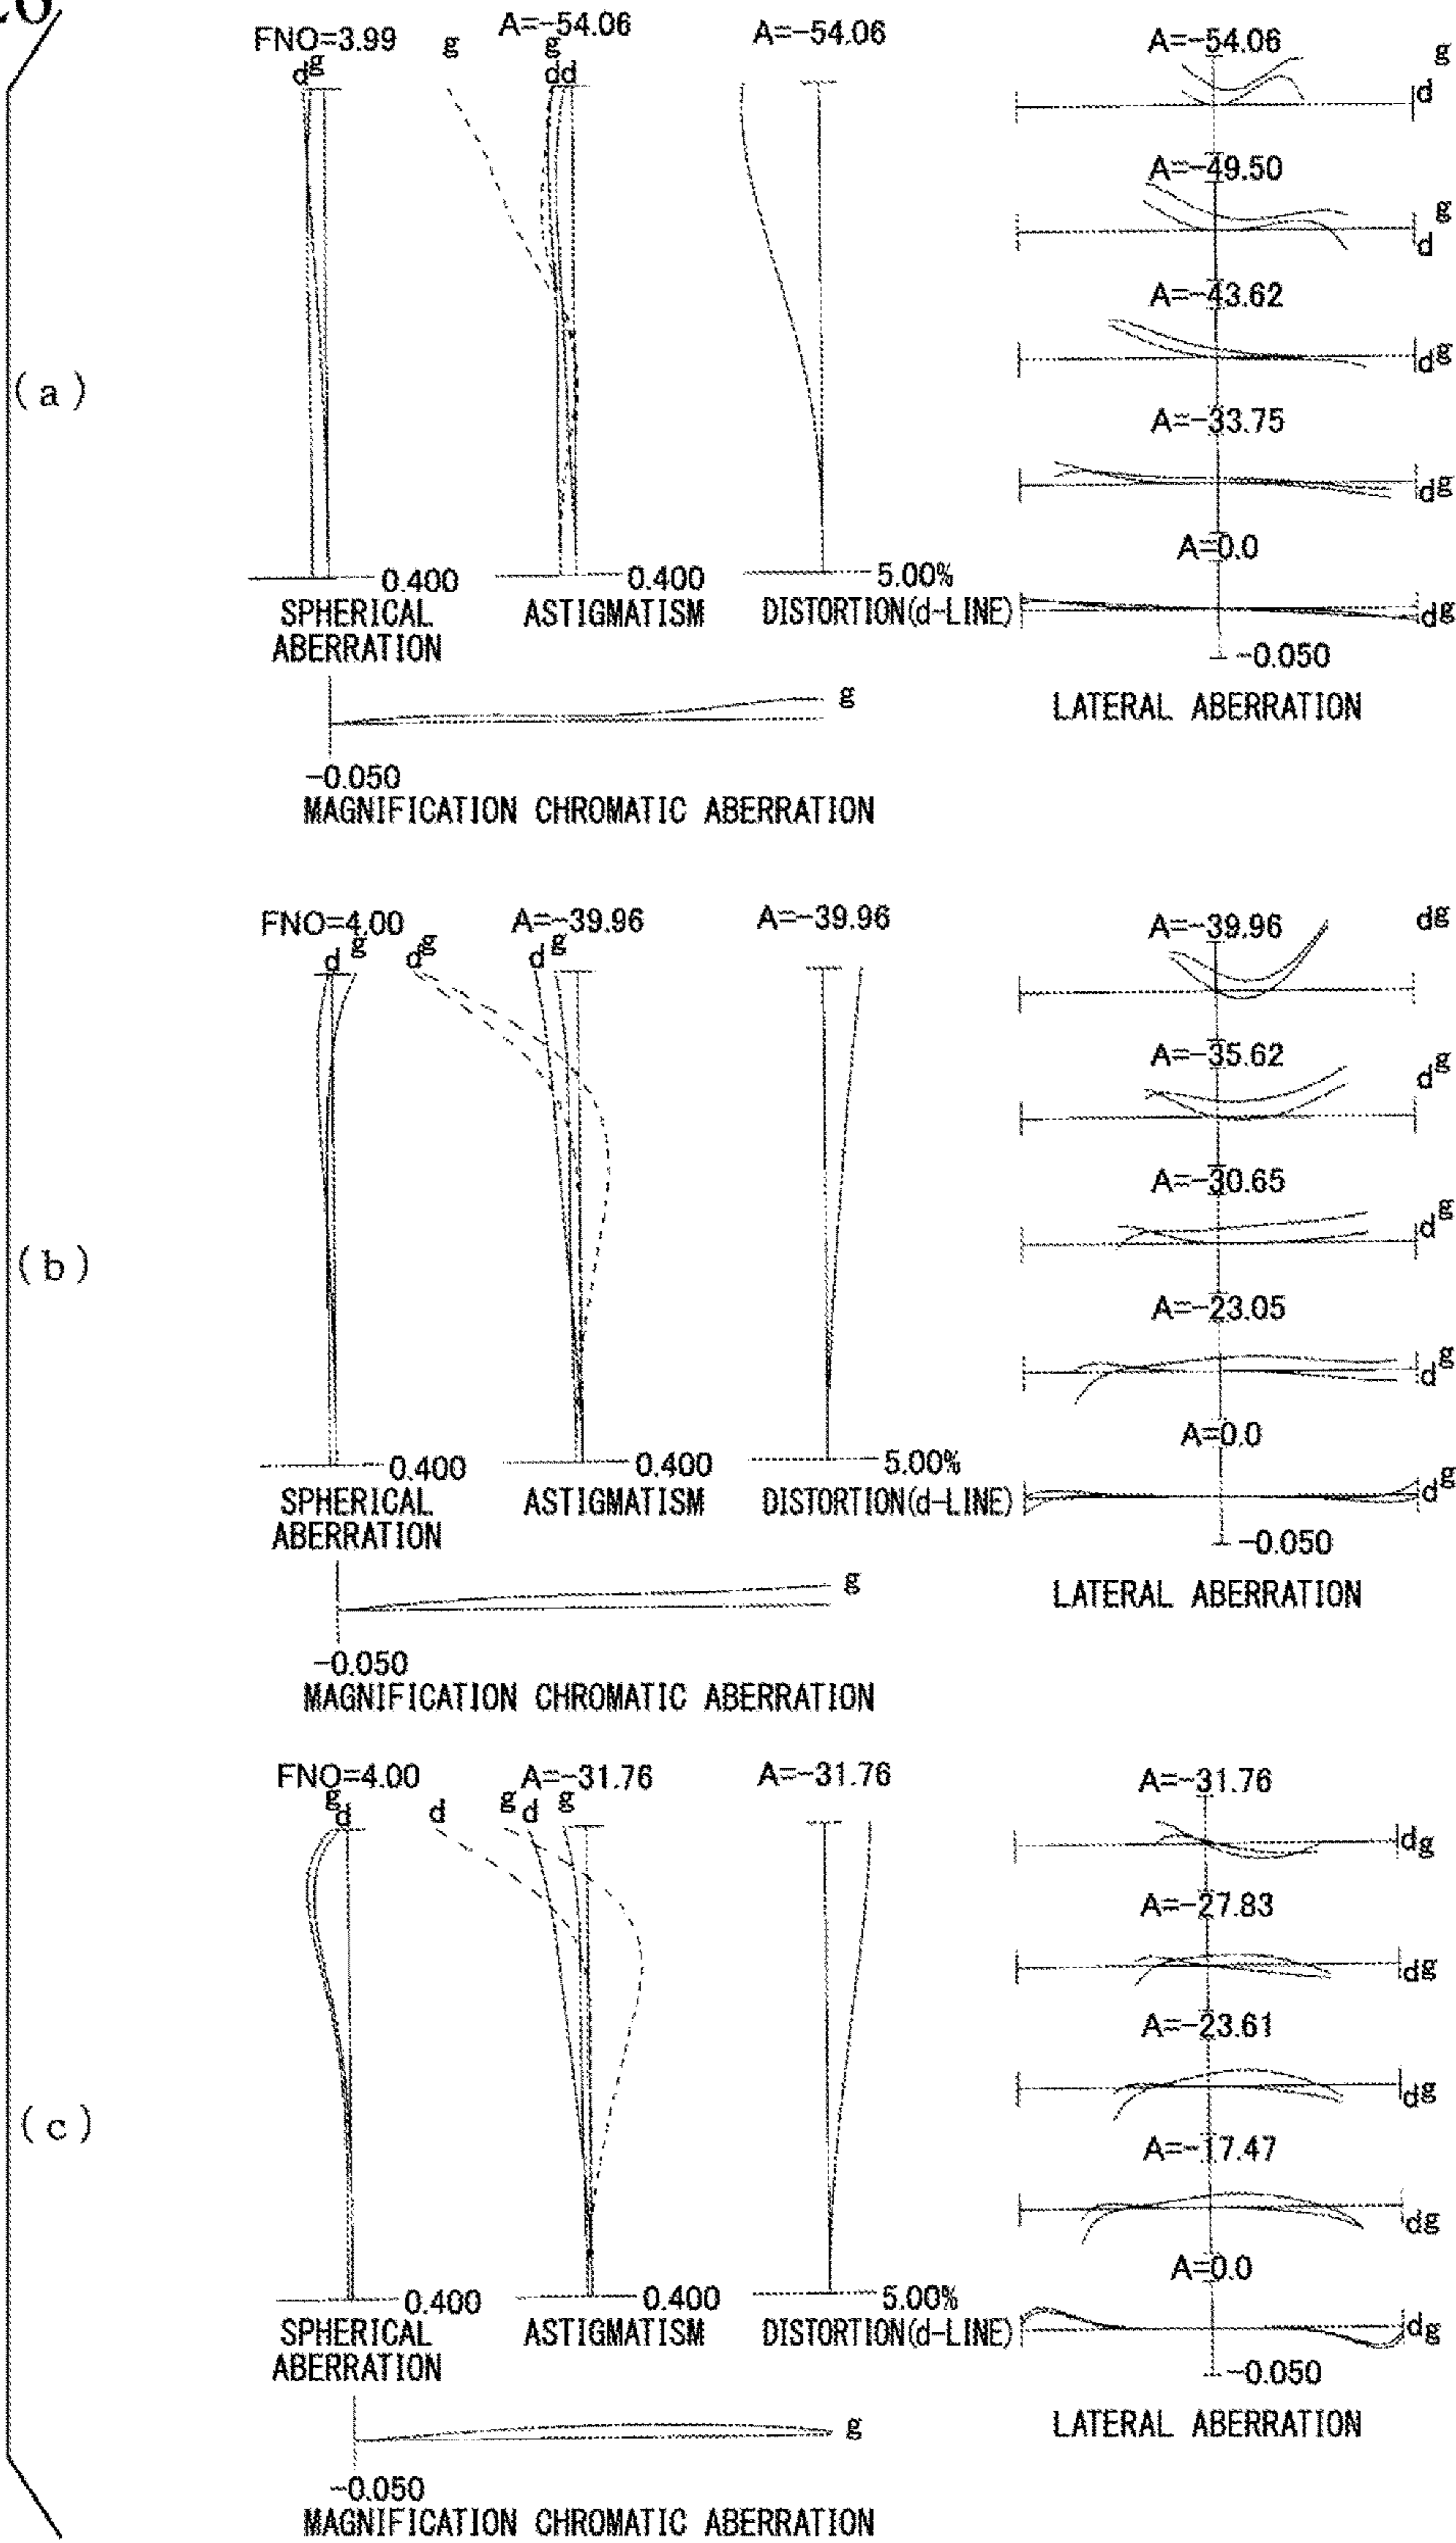 (a)
FNO=3.99
d g
g
A=-54.06
g
d d
A=-54.06
0.400
SPHERICAL
ABERRATION
0.400
ASTIGMATISM
5.00%
DISTORTION(d-LINE)
-0.050
g
MAGNIFICATION CHROMATIC ABERRATION
A=-54.06
g
d
A=-49.50
g
d
A=-43.62
d g
A=-33.75
d g
A=0.0
d g
-0.050
LATERAL ABERRATION
(b)
FNO=4.00
d g
d g
A=-39.96
d g
A=-39.96
0.400
SPHERICAL
ABERRATION
0.400
ASTIGMATISM
5.00%
DISTORTION(d-LINE)
-0.050
g
MAGNIFICATION CHROMATIC ABERRATION
A=-39.96
d g
A=-35.62
d g
A=-30.65
d g
A=-23.05
d g
A=0.0
d g
-0.050
LATERAL ABERRATION
(c)
FNO=4.00
g
d
d
A=-31.76
g d g
A=-31.76
0.400
SPHERICAL
ABERRATION
0.400
ASTIGMATISM
5.00%
DISTORTION(d-LINE)
-0.050
g
MAGNIFICATION CHROMATIC ABERRATION
A=-31.76
d g
A=-27.83
d g
A=-23.61
d g
A=-17.47
d g
A=0.0
d g
-0.050
LATERAL ABERRATION